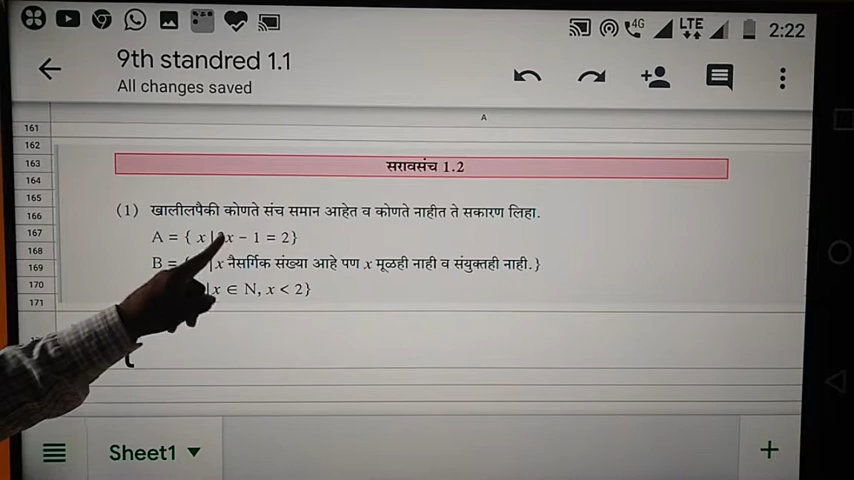 4G LTE 2:22
9th standred 1.1
All changes saved
A
161
162
163 सरावसंच 1.2
164
165
166 (1) खालीलपैकी कोणते संच समान आहेत व कोणते नाहीत ते सकारण लिहा.
167 A = { x | x - 1 = 2}
168
169 B = | x नैसर्गिक संख्या आहे पण x मूळही नाही व संयुक्तही नाही.}
170 | x ∈ N, x < 2}
171
Sheet1